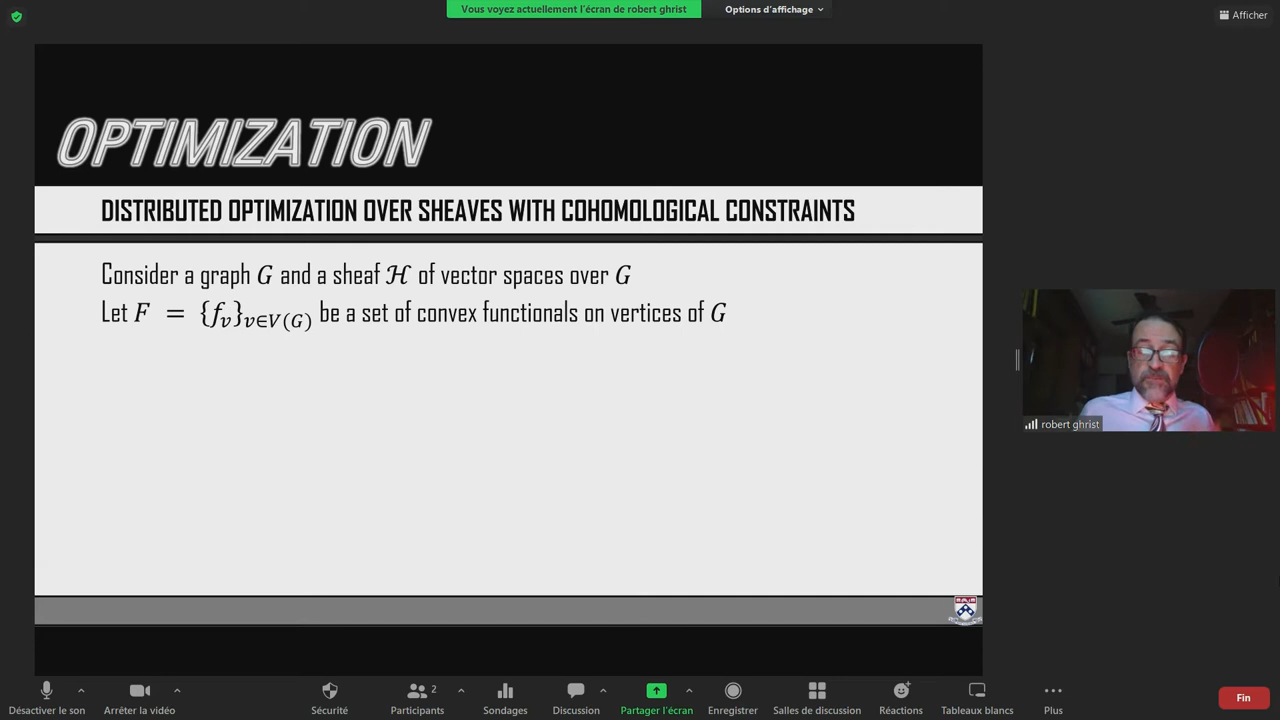 Vous voyez actuellement l'écran de robert ghrist
Options d'affichage
Afficher
OPTIMIZATION
DISTRIBUTED OPTIMIZATION OVER SHEAVES WITH COHOMOLOGICAL CONSTRAINTS
Consider a graph G and a sheaf ℋ of vector spaces over G
Let F = {f_v}_{v∈V(G)} be a set of convex functionals on vertices of G
robert ghrist
Désactiver le son
Arrêter la vidéo
Sécurité
2
Participants
Sondages
Discussion
Partager l'écran
Enregistrer
Salles de discussion
Réactions
Tableaux blancs
Plus
Fin